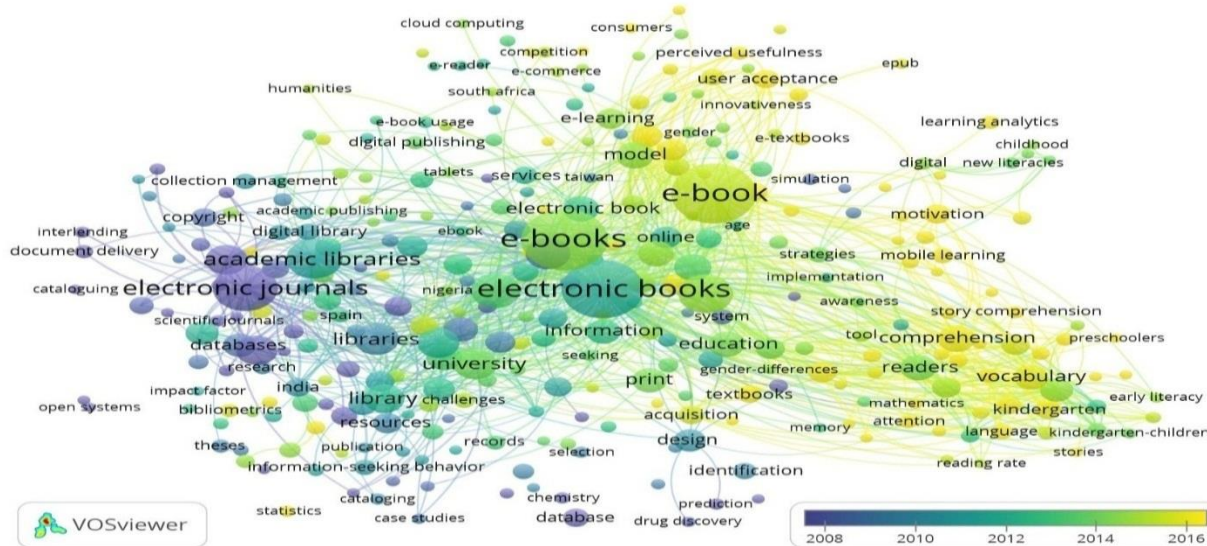 cloud computing
consumers
competition
perceived usefulness
e-reader
e-commerce
user acceptance
epub
humanities
south africa
innovativeness
e-learning
learning analytics
e-book usage
gender
e-textbooks
digital publishing
childhood
model
digital
new literacies
tablets
services
taiwan
simulation
collection management
e-book
copyright
academic publishing
electronic book
motivation
interlending
digital library
ebook
e-books
online
age
document delivery
academic libraries
strategies
mobile learning
cataloguing
electronic journals
nigeria
electronic books
implementation
awareness
scientific journals
spain
system
story comprehension
databases
libraries
information
tool
comprehension
preschoolers
research
university
seeking
education
readers
impact factor
india
print
gender-differences
vocabulary
open systems
bibliometrics
library
challenges
textbooks
mathematics
kindergarten
early literacy
resources
acquisition
memory
attention
theses
publication
records
design
language
kindergarten-children
selection
stories
information-seeking behavior
identification
reading rate
cataloging
chemistry
prediction
statistics
case studies
database
drug discovery
VOSviewer
2008 2010 2012 2014 2016